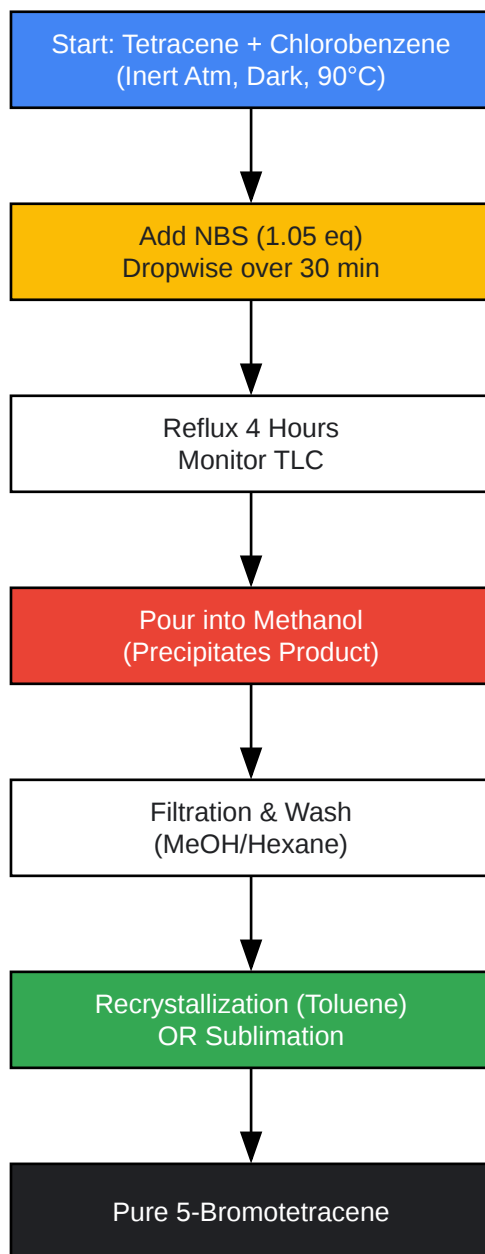 Start: Tetracene + Chlorobenzene
(Inert Atm, Dark, 90°C)
Add NBS (1.05 eq)
Dropwise over 30 min
Reflux 4 Hours
Monitor TLC
Pour into Methanol
(Precipitates Product)
Filtration & Wash
(MeOH/Hexane)
Recrystallization (Toluene)
OR Sublimation
Pure 5-Bromotetracene